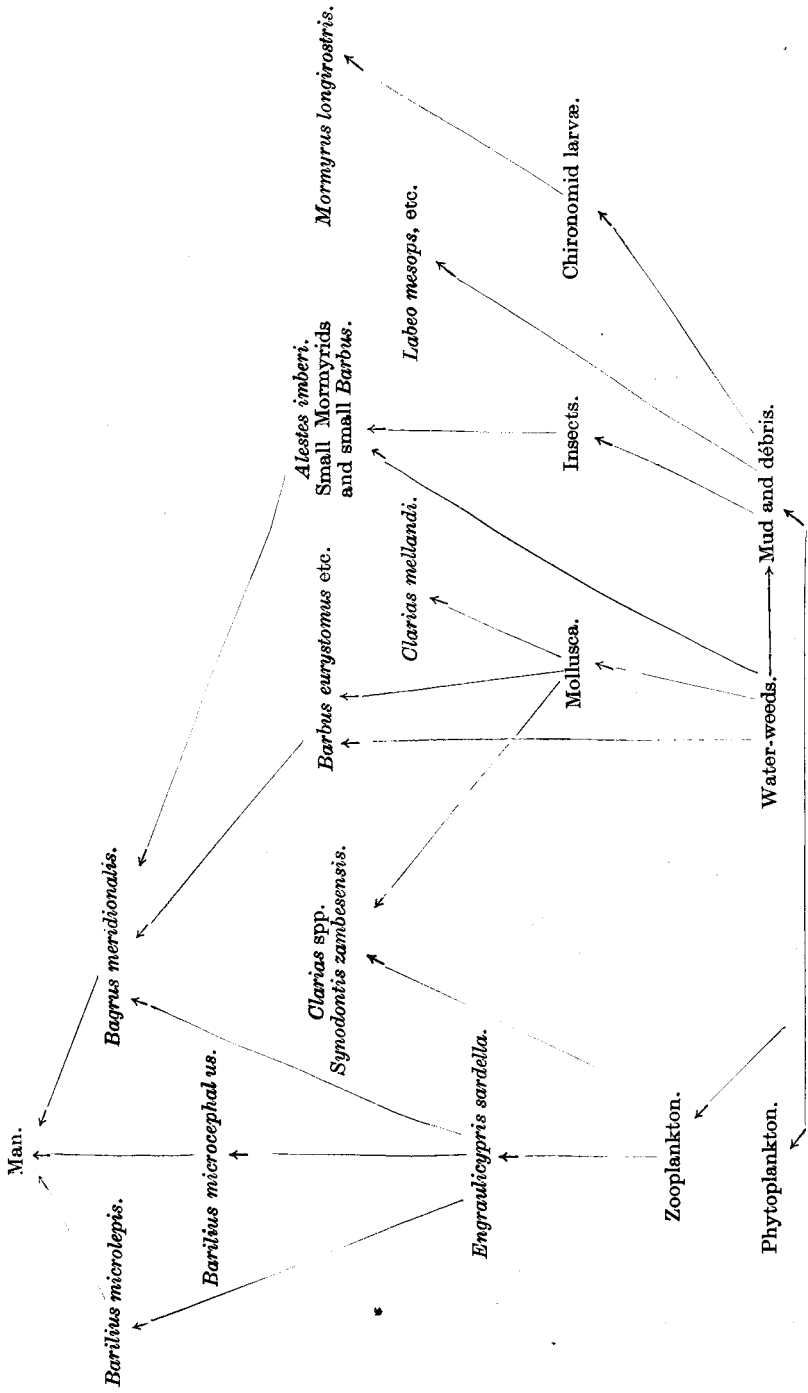 Man.
Barilius microlepis.
Bagrus meridionalis.
Barilius microcephalus.
Clarias spp.
Synodontis zambesensis.
Barbus eurystomus etc.
Alestes imberi.
Small Mormyrids
and small Barbus.
Mormyrus longirostris.
Clarias mellandi.
Labeo mesops, etc.
Engraulicypris sardella.
Mollusca.
Insects.
Chironomid larvæ.
Zooplankton.
Phytoplankton.
Water-weeds.
Mud and débris.